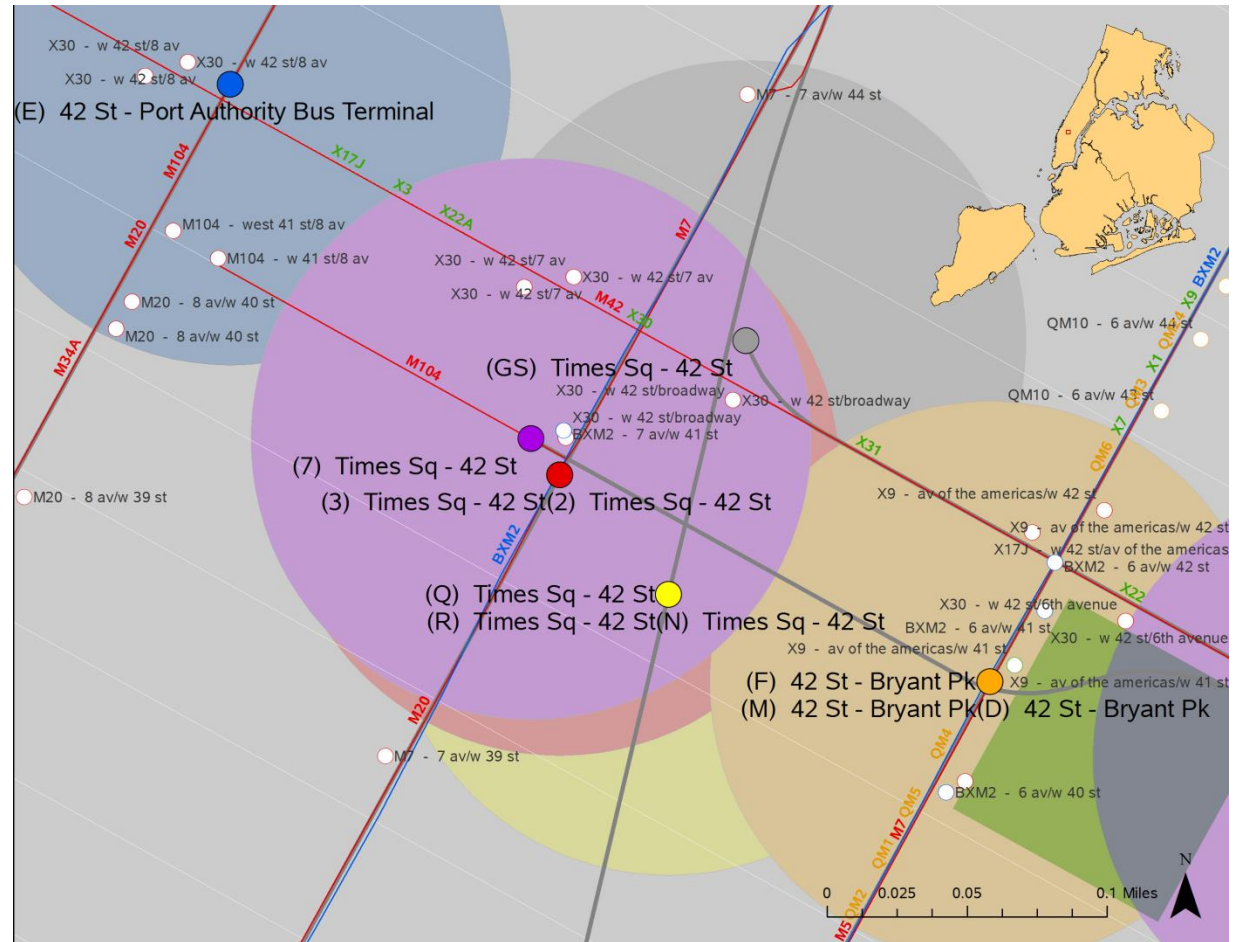 X30 - w 42 st/8 av
X30 - w 42 st/8 av
X30 - w 42 st/8 av
(E) 42 St - Port Authority Bus Terminal
M7 - 7 av/w 44 st
M104
X17J
X3
X22A
M20
M7
M104 - west 41 st/8 av
M104 - w 41 st/8 av
X30 - w 42 st/7 av
X30 - w 42 st/7 av
X30 - w 42 st/7 av
M20 - 8 av/w 40 st
M20 - 8 av/w 40 st
M42
X30
M34A
M104
BXM2
X9
QM24
X1
QM3
X7
QM6
QM10 - 6 av/w 44 st
QM10 - 6 av/w 43 st
(GS) Times Sq - 42 St
X30 - w 42 st/broadway
X30 - w 42 st/broadway
X30 - w 42 st/broadway
BXM2 - 7 av/w 41 st
X31
(7) Times Sq - 42 St
(3) Times Sq - 42 St(2) Times Sq - 42 St
M20 - 8 av/w 39 st
X9 - av of the americas/w 42 st
X9 - av of the americas/w 42 st
X17J - w 42 st/av of the americas
BXM2 - 6 av/w 42 st
BXM2
(Q) Times Sq - 42 St
(R) Times Sq - 42 St(N) Times Sq - 42 St
X22
X30 - w 42 st/6th avenue
BXM2 - 6 av/w 41 st
X30 - w 42 st/6th avenue
X9 - av of the americas/w 41 st
X9 - av of the americas/w 41 st
(F) 42 St - Bryant Pk
(M) 42 St - Bryant Pk(D) 42 St - Bryant Pk
M20
M7 - 7 av/w 39 st
QM4
BXM2 - 6 av/w 40 st
QM5
M7
QM1
QM2
M5
N
0 0.025 0.05 0.1 Miles